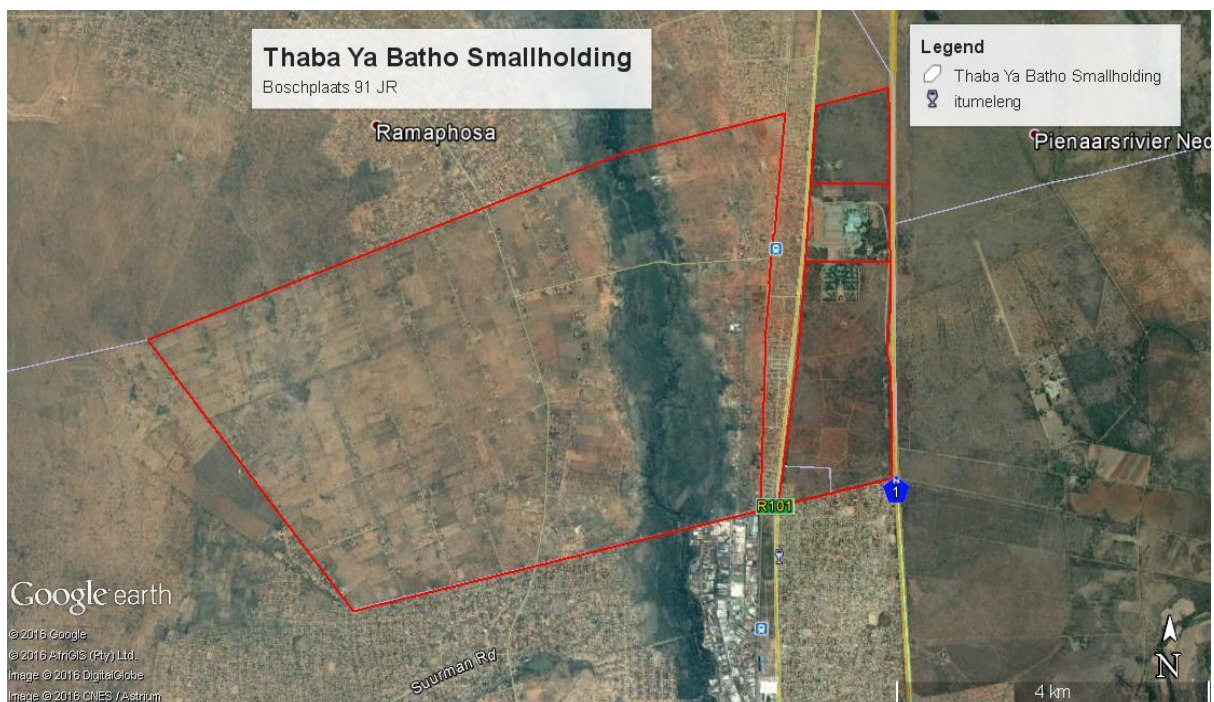 Thaba Ya Batho Smallholding
Boschplaats 91 JR
Legend
Thaba Ya Batho Smallholding
itumeleng
Ramaphosa
Pienaarsrivier Ned
R101
1
Suurman Rd
Google earth
© 2016 Google
© 2016 AfriGIS (Pty) Ltd.
Image © 2016 DigitalGlobe
Image © 2016 CNES / Astrium
N
4 km